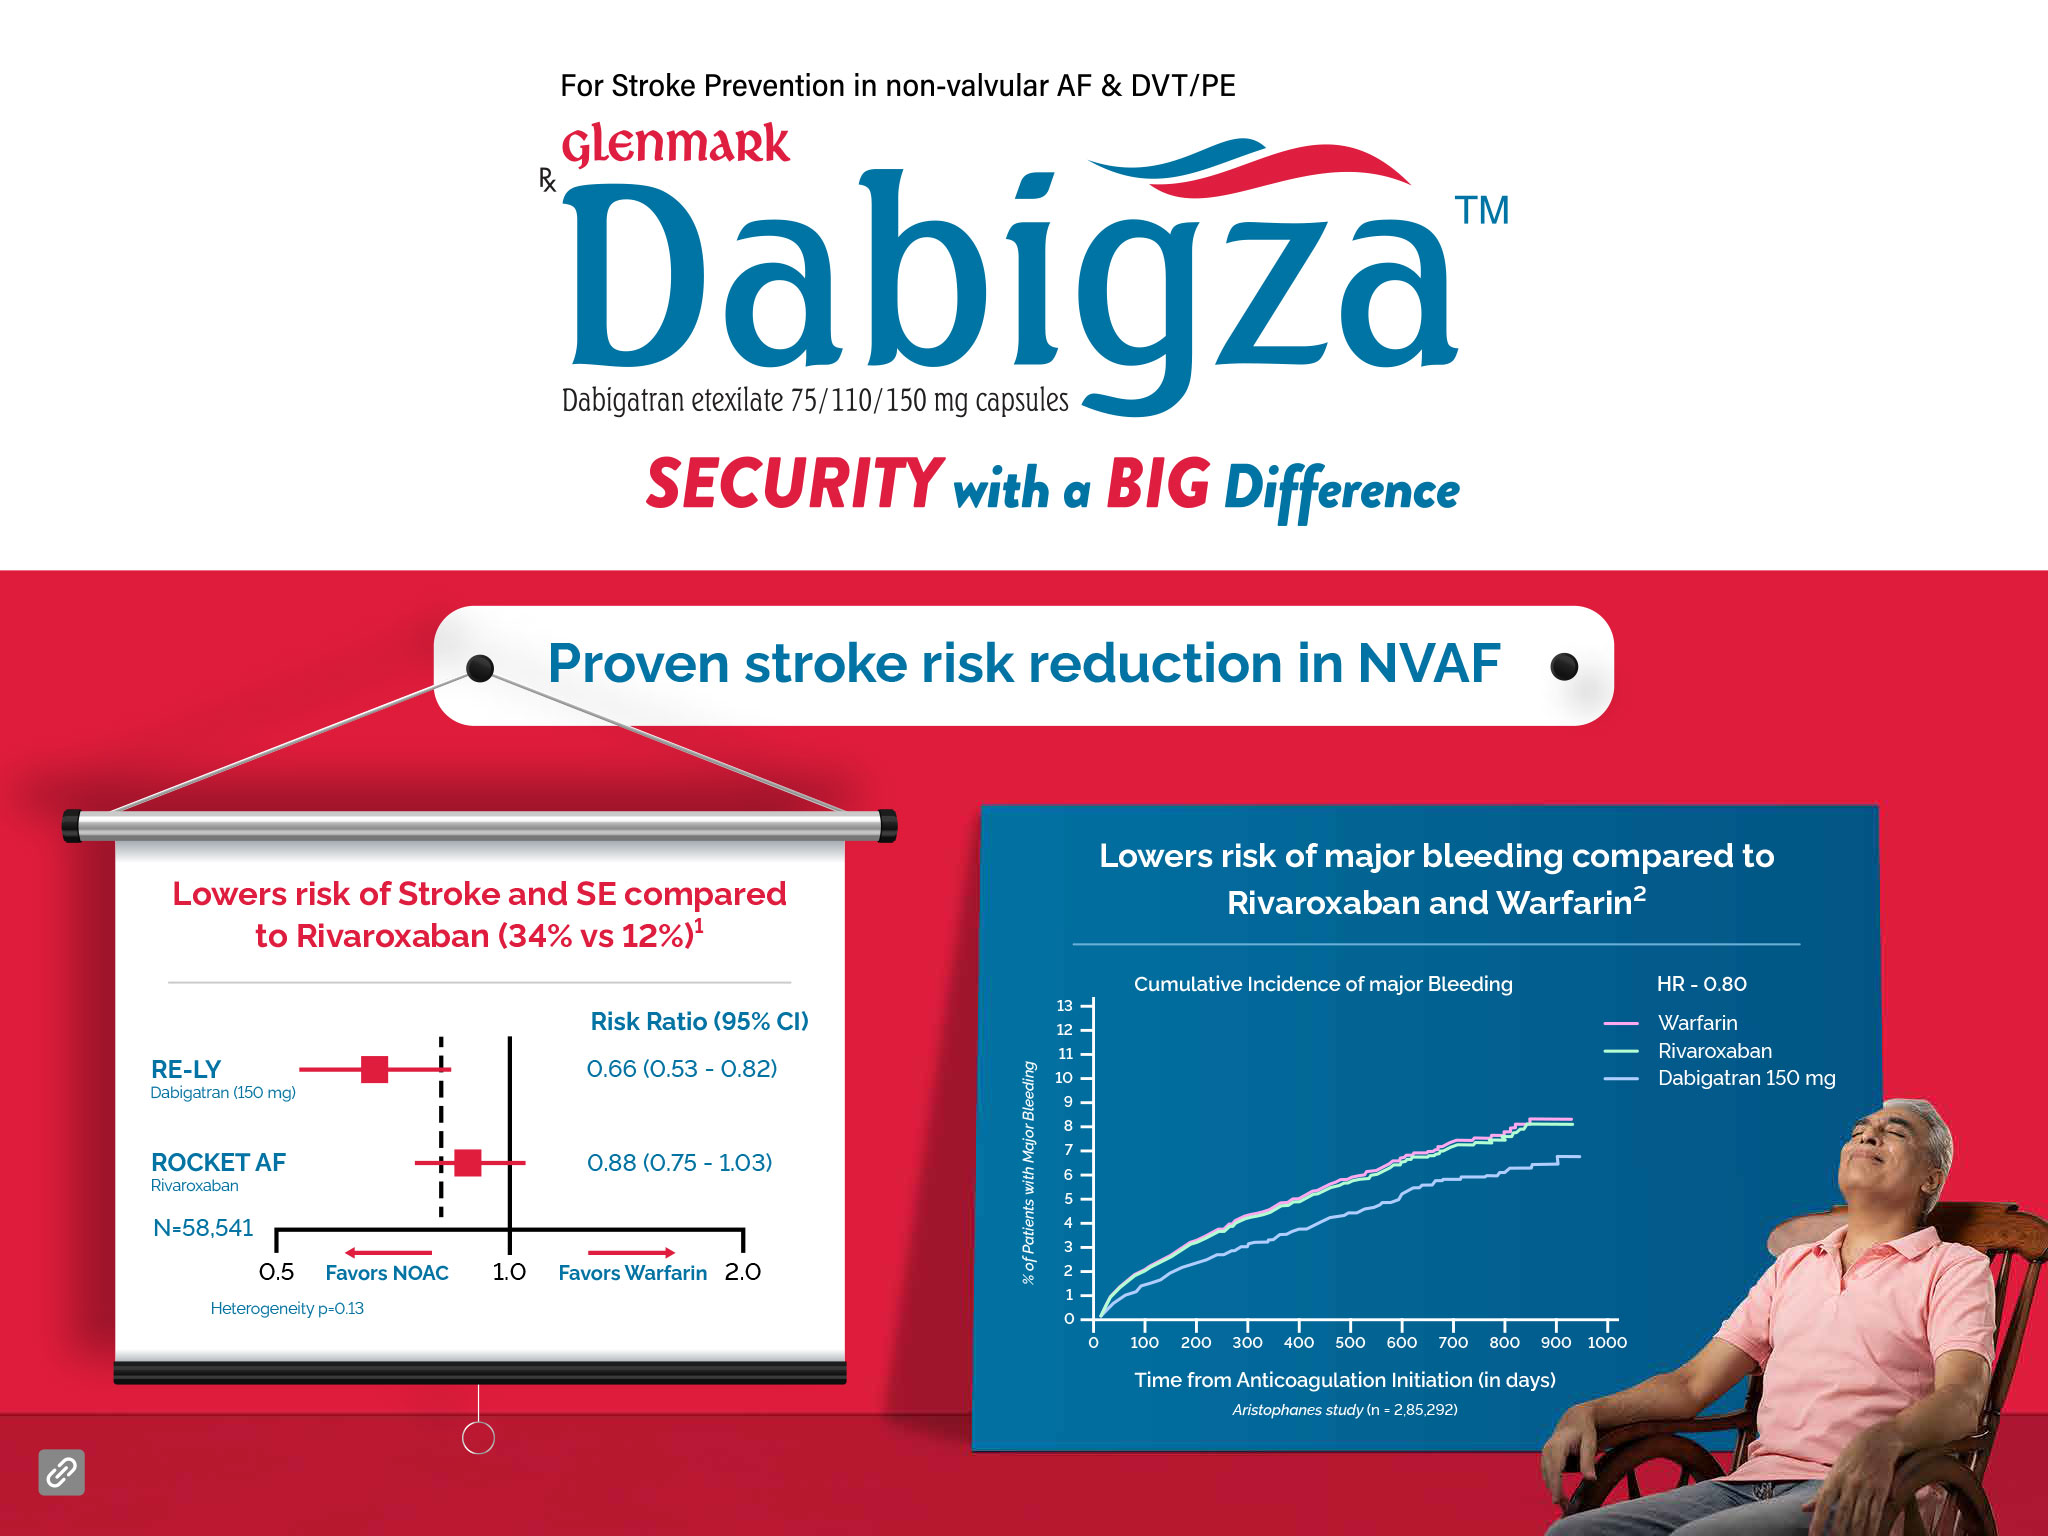 For Stroke Prevention in non-valvular AF & DVT/PE
glenmark
Rx
Dabigza™
Dabigatran etexilate 75/110/150 mg capsules
SECURITY with a BIG Difference
Proven stroke risk reduction in NVAF
Lowers risk of Stroke and SE compared
to Rivaroxaban (34% vs 12%)¹
Risk Ratio (95% CI)
RE-LY
0.66 (0.53 - 0.82)
Dabigatran (150 mg)
ROCKET AF
0.88 (0.75 - 1.03)
Rivaroxaban
N=58,541
0.5
Favors NOAC
1.0
Favors Warfarin
2.0
Heterogeneity p=0.13
Lowers risk of major bleeding compared to
Rivaroxaban and Warfarin²
Cumulative Incidence of major Bleeding
HR - 0.80
Warfarin
Rivaroxaban
Dabigatran 150 mg
% of Patients with Major Bleeding
13
12
11
10
9
8
7
6
5
4
3
2
1
0
0 100 200 300 400 500 600 700 800 900 1000
Time from Anticoagulation Initiation (in days)
Aristophanes study (n = 2,85,292)